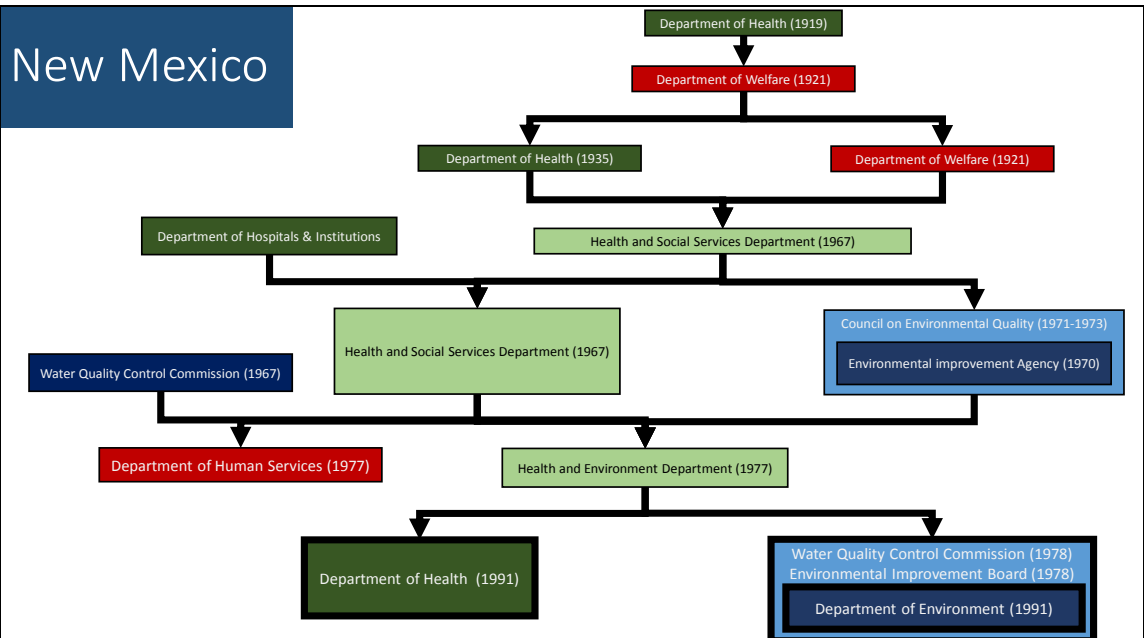 New Mexico
Department of Health (1919)
Department of Welfare (1921)
Department of Health (1935)
Department of Welfare (1921)
Department of Hospitals & Institutions
Health and Social Services Department (1967)
Health and Social Services Department (1967)
Council on Environmental Quality (1971-1973)
Environmental improvement Agency (1970)
Water Quality Control Commission (1967)
Department of Human Services (1977)
Health and Environment Department (1977)
Department of Health (1991)
Water Quality Control Commission (1978)
Environmental Improvement Board (1978)
Department of Environment (1991)